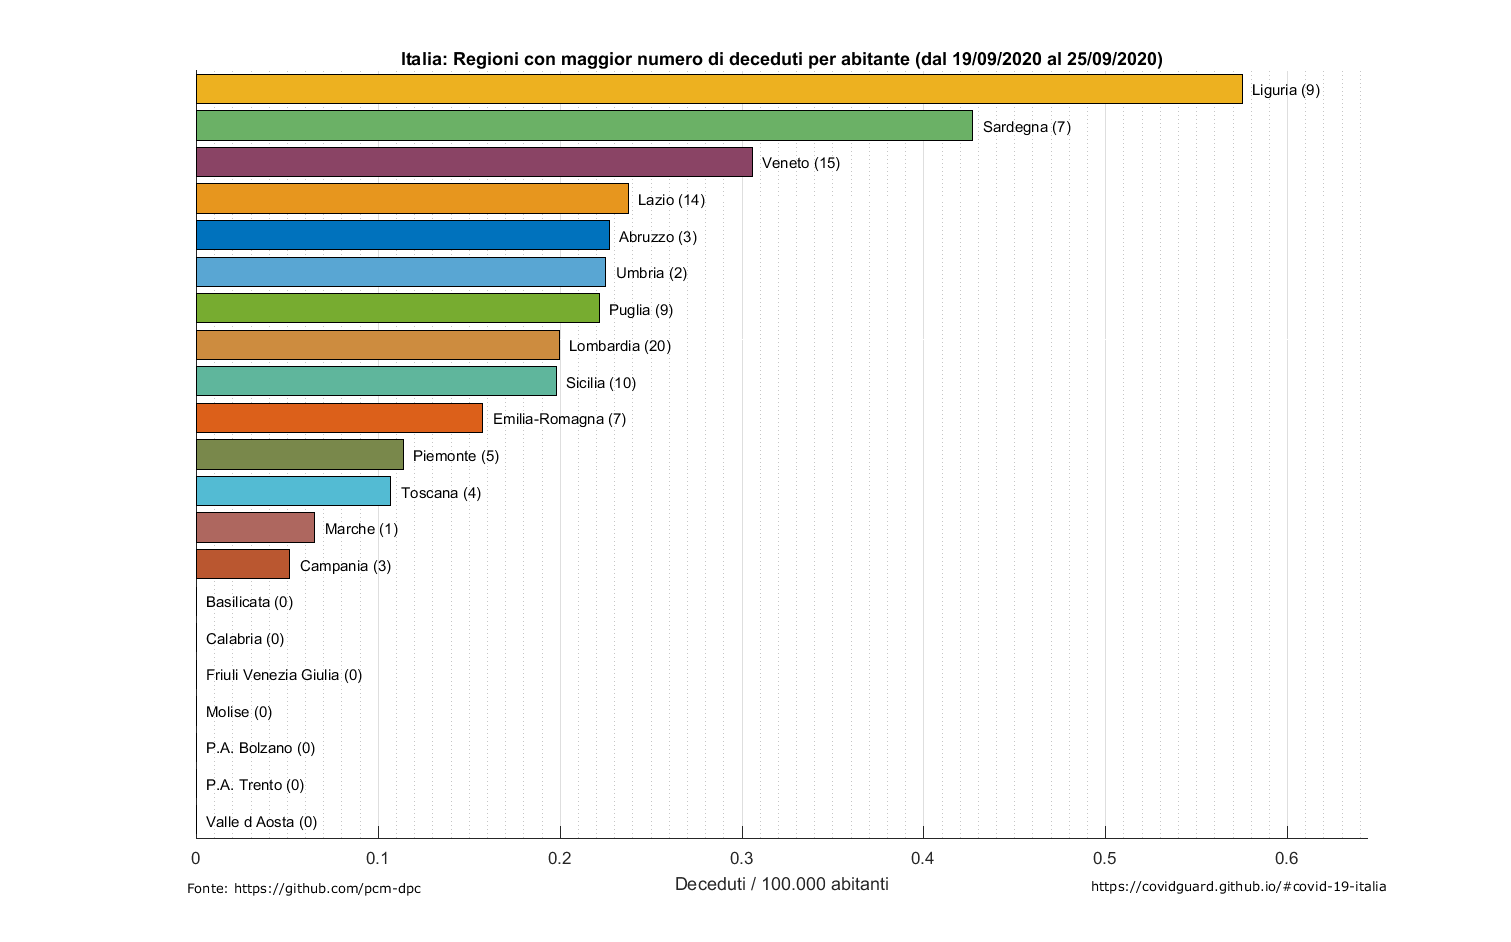 Italia: Regioni con maggior numero di deceduti per abitante (dal 19/09/2020 al 25/09/2020)
Liguria (9)
Sardegna (7)
Veneto (15)
Lazio (14)
Abruzzo (3)
Umbria (2)
Puglia (9)
Lombardia (20)
Sicilia (10)
Emilia-Romagna (7)
Piemonte (5)
Toscana (4)
Marche (1)
Campania (3)
Basilicata (0)
Calabria (0)
Friuli Venezia Giulia (0)
Molise (0)
P.A. Bolzano (0)
P.A. Trento (0)
Valle d Aosta (0)
0 0.1 0.2 0.3 0.4 0.5 0.6
Deceduti / 100.000 abitanti
Fonte: https://github.com/pcm-dpc
https://covidguard.github.io/#covid-19-italia